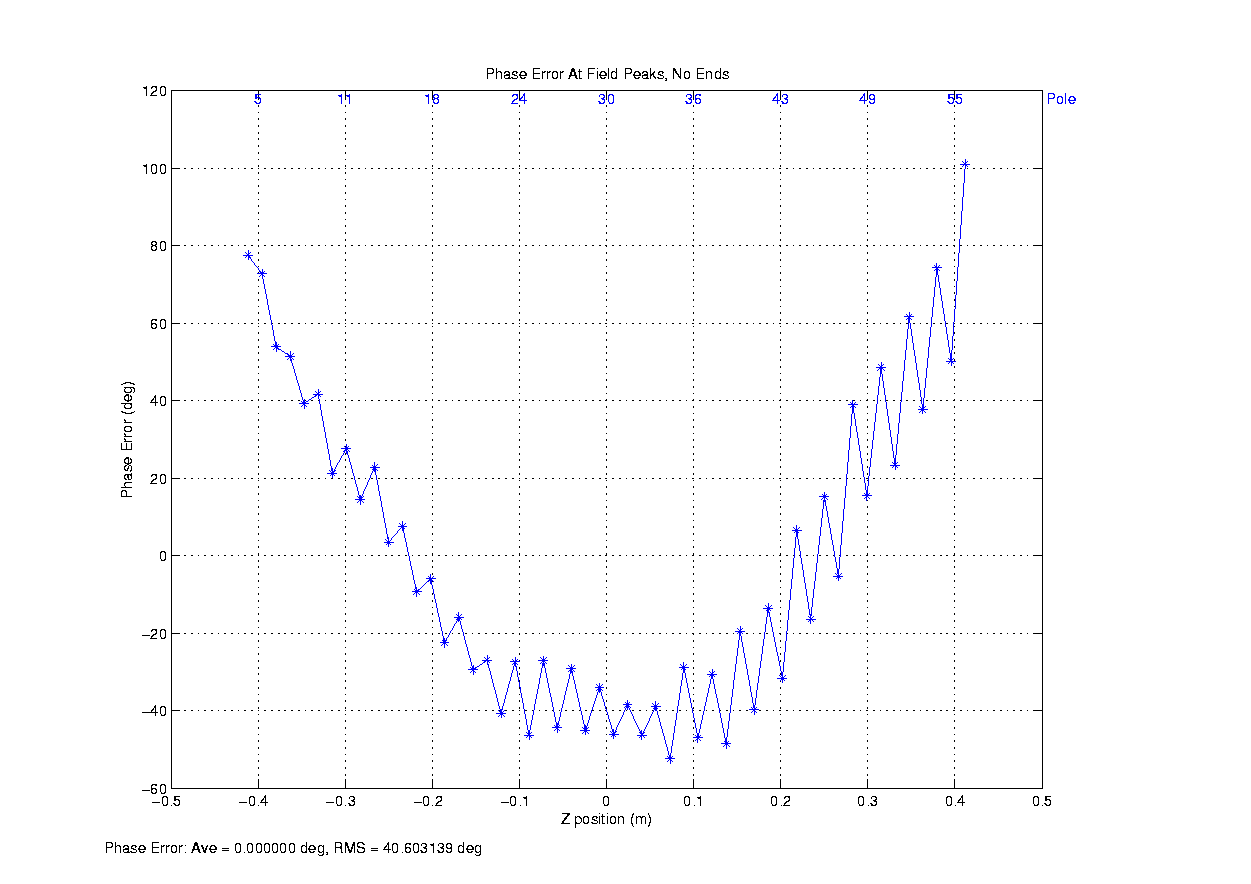 Phase Error At Field Peaks, No Ends
5 11 18 24 30 36 43 49 55 Pole
120
100
80
60
40
20
0
−20
−40
−60
Phase Error (deg)
−0.5 −0.4 −0.3 −0.2 −0.1 0 0.1 0.2 0.3 0.4 0.5
Z position (m)
Phase Error: Ave = 0.000000 deg, RMS = 40.603139 deg